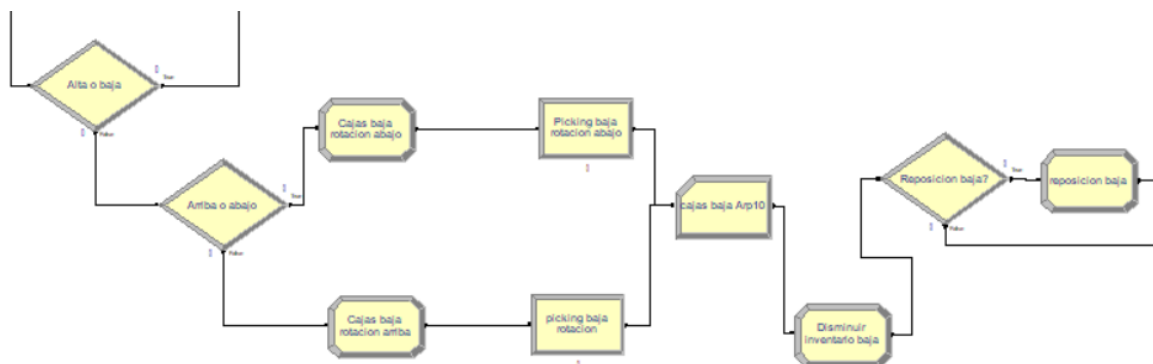 Alta o baja
True
False
Arriba o abajo
True
False
Cajas baja
rotacion abajo
Picking baja
rotacion abajo
Cajas baja
rotacion arriba
picking baja
rotacion
cajas baja Arp10
Disminuir
inventario baja
Reposicion baja?
True
False
reposicion baja